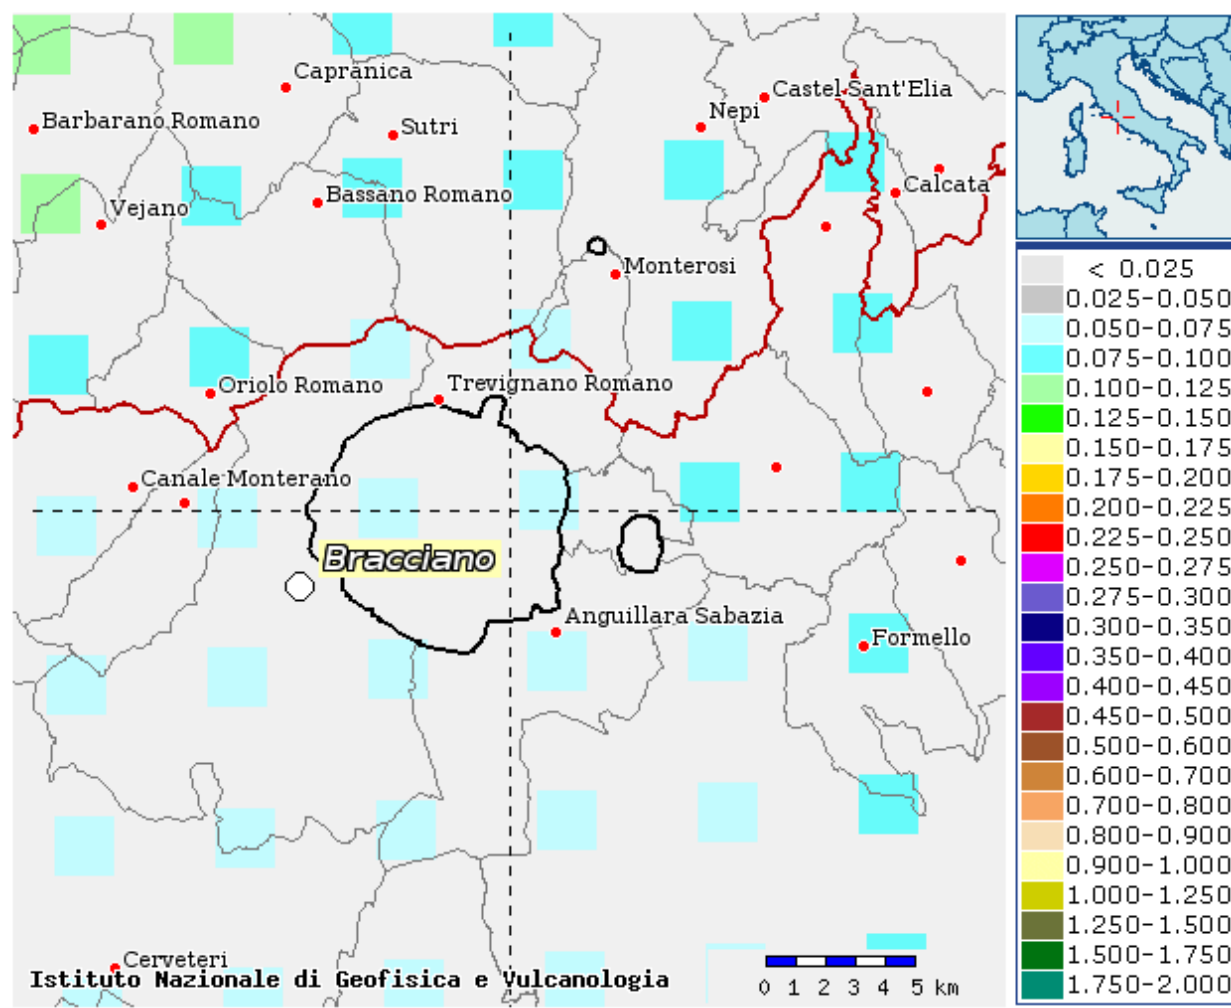 Capranica
Castel Sant'Elia
Nepi
Barbarano Romano
Sutri
Calcata
Bassano Romano
Vejano
Monterosi
Trevignano Romano
Oriolo Romano
Canale Monterano
Bracciano
Anguillara Sabazia
Formello
Cerveteri
Istituto Nazionale di Geofisica e Vulcanologia
0 1 2 3 4 5 km
< 0.025
0.025-0.050
0.050-0.075
0.075-0.100
0.100-0.125
0.125-0.150
0.150-0.175
0.175-0.200
0.200-0.225
0.225-0.250
0.250-0.275
0.275-0.300
0.300-0.350
0.350-0.400
0.400-0.450
0.450-0.500
0.500-0.600
0.600-0.700
0.700-0.800
0.800-0.900
0.900-1.000
1.000-1.250
1.250-1.500
1.500-1.750
1.750-2.000